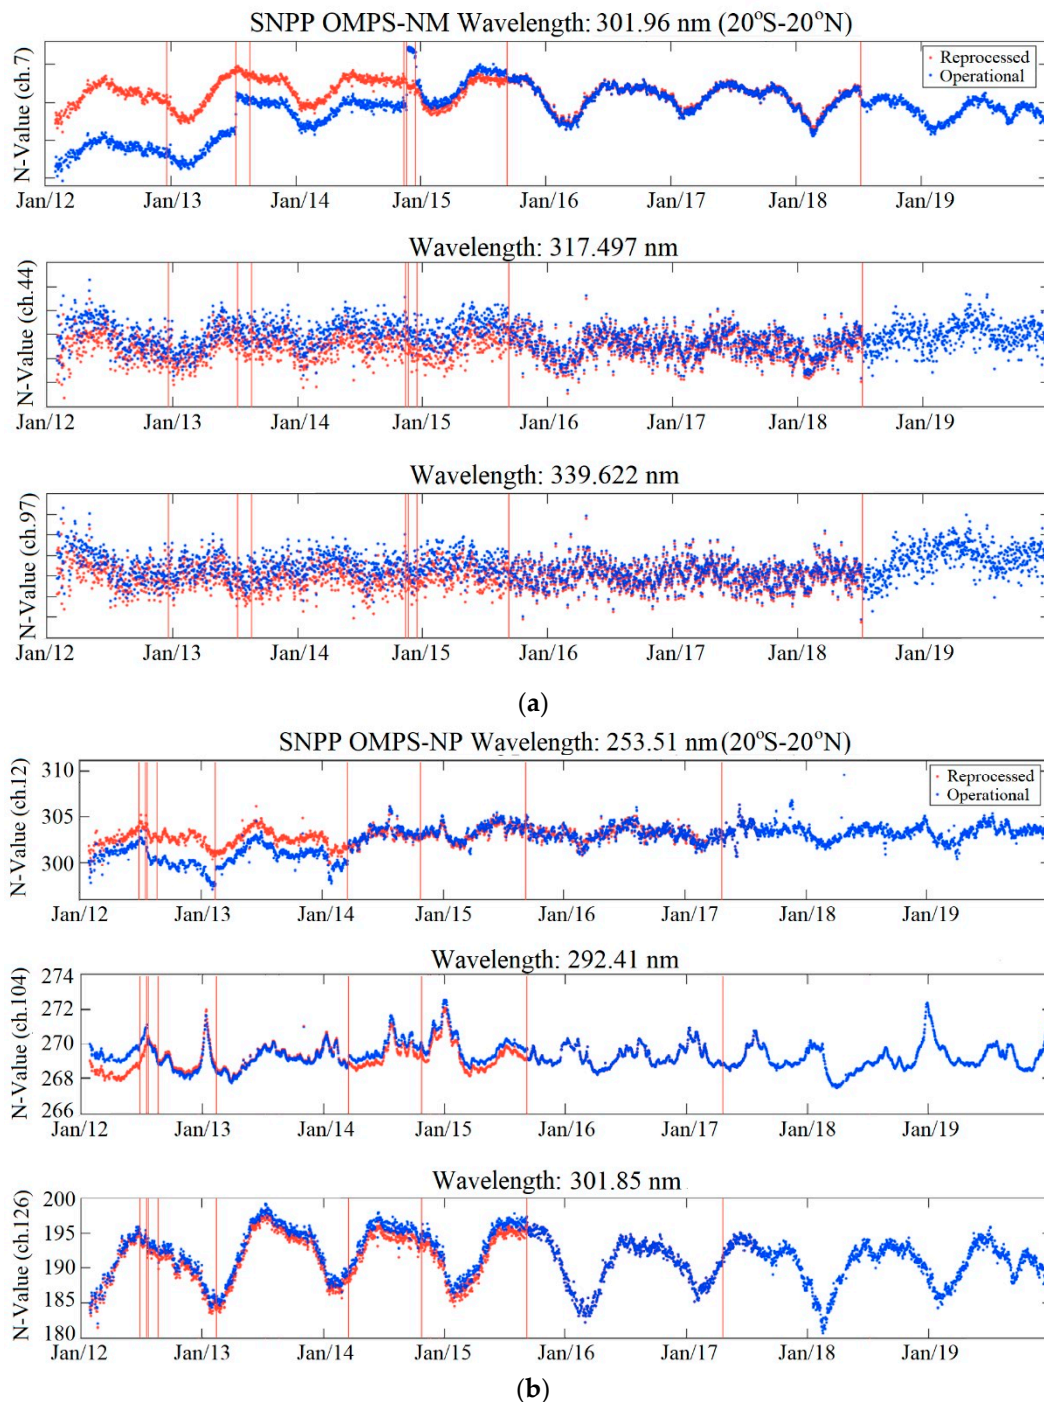 SNPP OMPS-NM Wavelength: 301.96 nm (20°S-20°N)
N-Value (ch.7)
Reprocessed
Operational
Jan/12 Jan/13 Jan/14 Jan/15 Jan/16 Jan/17 Jan/18 Jan/19
Wavelength: 317.497 nm
N-Value (ch.44)
Jan/12 Jan/13 Jan/14 Jan/15 Jan/16 Jan/17 Jan/18 Jan/19
Wavelength: 339.622 nm
N-Value (ch.97)
Jan/12 Jan/13 Jan/14 Jan/15 Jan/16 Jan/17 Jan/18 Jan/19
(a)
SNPP OMPS-NP Wavelength: 253.51 nm (20°S-20°N)
N-Value (ch.12)
310
305
300
Reprocessed
Operational
Jan/12 Jan/13 Jan/14 Jan/15 Jan/16 Jan/17 Jan/18 Jan/19
Wavelength: 292.41 nm
N-Value (ch.104)
274
272
270
268
266
Jan/12 Jan/13 Jan/14 Jan/15 Jan/16 Jan/17 Jan/18 Jan/19
Wavelength: 301.85 nm
N-Value (ch.126)
200
195
190
185
180
Jan/12 Jan/13 Jan/14 Jan/15 Jan/16 Jan/17 Jan/18 Jan/19
(b)